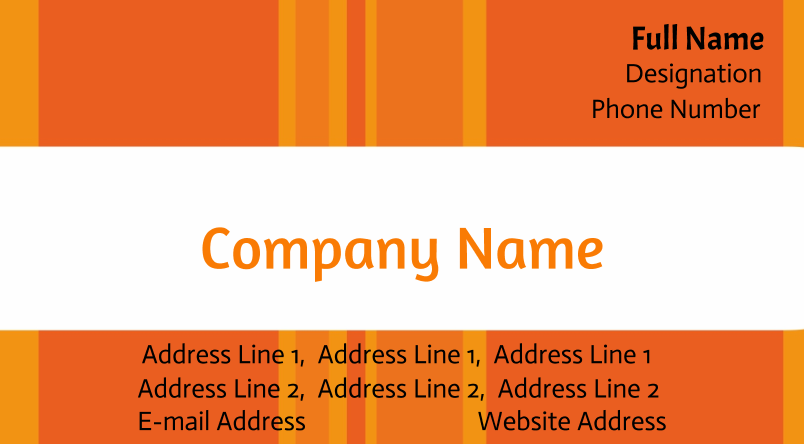 Full Name
Designation
Phone Number
Company Name
Address Line 1,  Address Line 1,  Address Line 1
Address Line 2,  Address Line 2,  Address Line 2
E-mail Address  Website Address